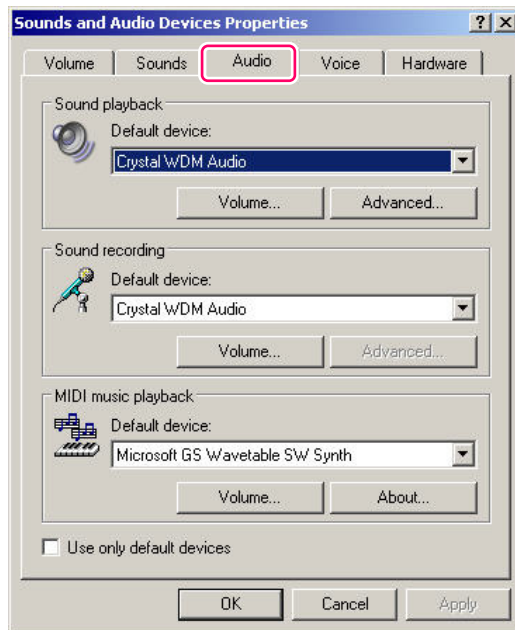 Sounds and Audio Devices Properties
Volume Sounds Audio Voice Hardware
Sound playback
Default device:
Crystal WDM Audio
Volume... Advanced...
Sound recording
Default device:
Crystal WDM Audio
Volume... Advanced...
MIDI music playback
Default device:
Microsoft GS Wavetable SW Synth
Volume... About...
Use only default devices
OK Cancel Apply